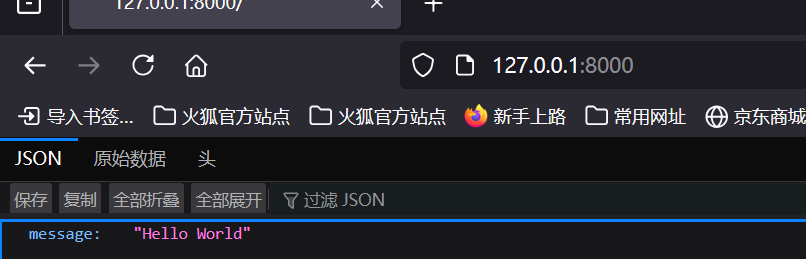 127.0.0.1:8000/
127.0.0.1:8000
导入书签... 火狐官方站点 火狐官方站点 新手上路 常用网址 京东商城
JSON 原始数据 头
保存 复制 全部折叠 全部展开 过滤 JSON
message: "Hello World"